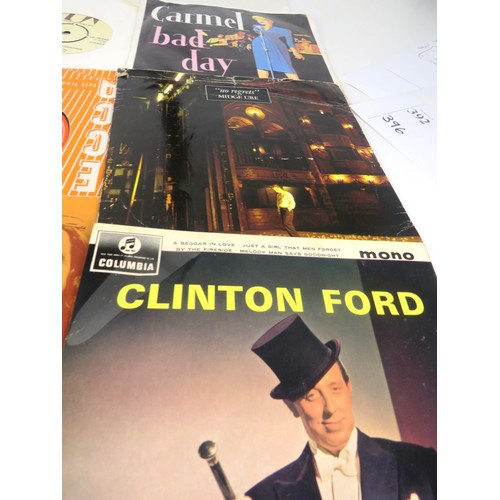 Carmel
bad
day
"no regrets"
MIDGE URE
392
396
COLUMBIA
A BEGGAR IN LOVE · JUST A GIRL THAT MEN FORGET
BY THE FIRESIDE · MELODY MAN SAYS GOODNIGHT
mono
CLINTON FORD